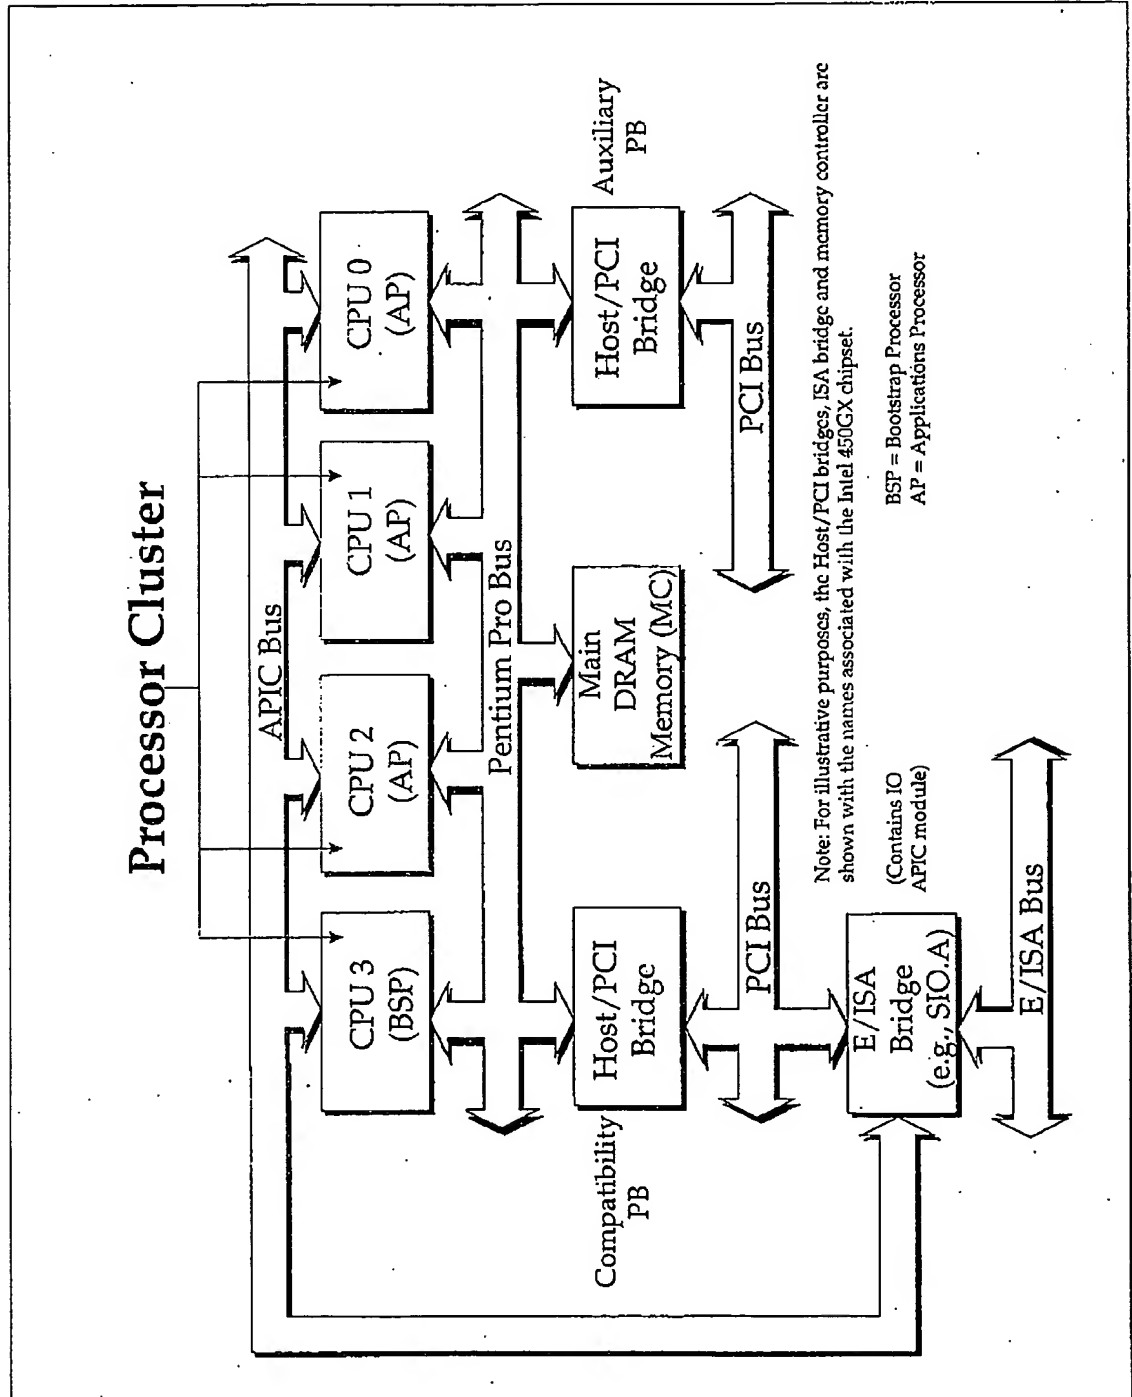 Processor Cluster
APIC Bus
CPU 3
(BSP)
CPU 2
(AP)
CPU 1
(AP)
CPU 0
(AP)
Pentium Pro Bus
Compatibility
PB
Host/PCI
Bridge
Main
DRAM
Memory (MC)
Host/PCI
Bridge
Auxiliary
PB
PCI Bus
PCI Bus
Note: For illustrative purposes, the Host/PCI bridges, ISA bridge and memory controller are
shown with the names associated with the Intel 450GX chipset.
E/ISA
Bridge
(e.g., SIO.A)
(Contains IO
APIC module)
BSP = Bootstrap Processor
AP = Applications Processor
E/ISA Bus